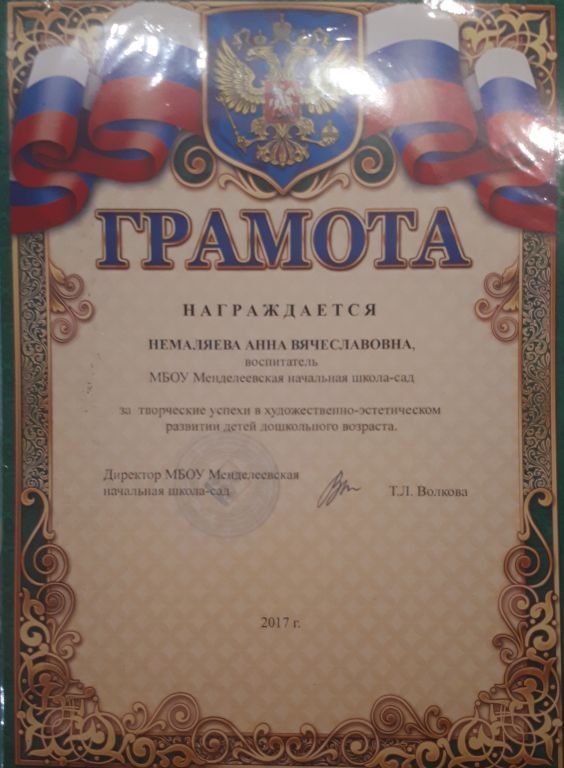 ГРАМОТА
НАГРАЖДАЕТСЯ
НЕМАЛЯЕВА АННА ВЯЧЕСЛАВОВНА,
воспитатель
МБОУ Менделеевская начальная школа-сад
за творческие успехи в художественно-эстетическом
развитии детей дошкольного возраста.
Директор МБОУ Менделеевская
начальная школа-сад Т.Л. Волкова
2017 г.